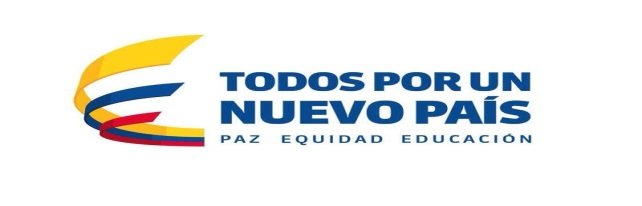 TODOS POR UN
NUEVO PAÍS
PAZ EQUIDAD EDUCACIÓN